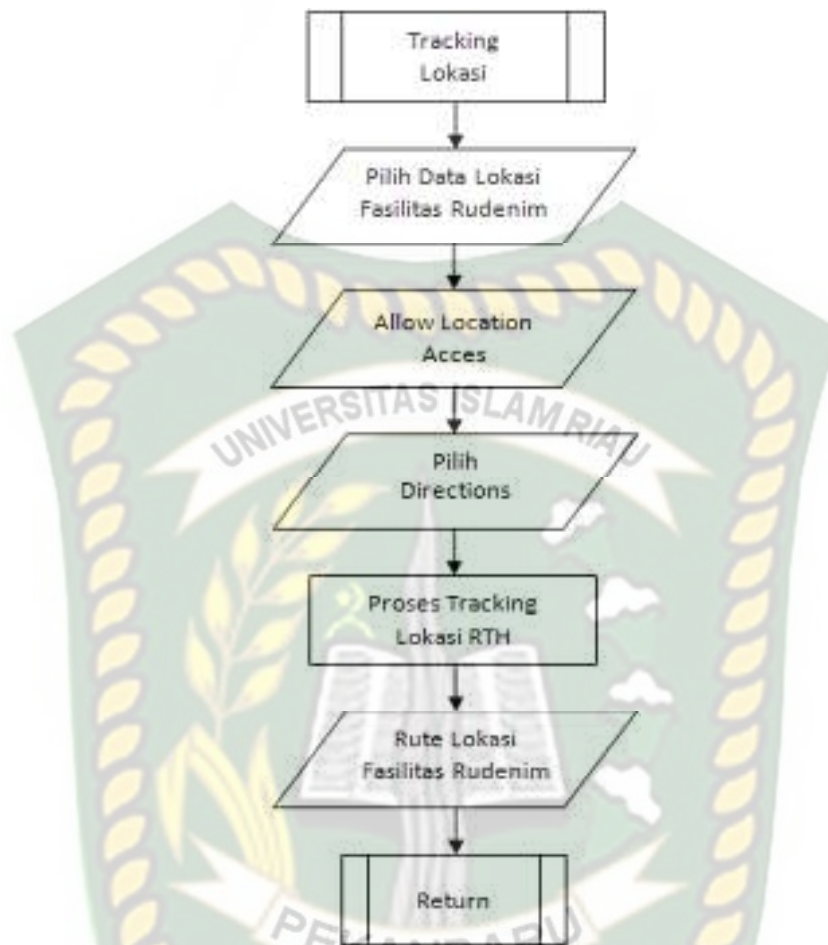 Tracking
Lokasi
Pilih Data Lokasi
Fasilitas Rudenim
Allow Location
Acces
UNIVERSITAS ISLAM RIAU
Pilih
Directions
Proses Tracking
Lokasi RTH
Rute Lokasi
Fasilitas Rudenim
Return
PEKANBARU